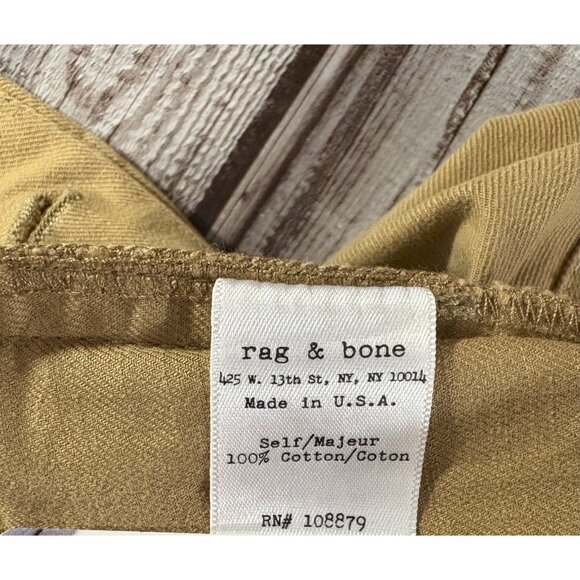 rag & bone
425 W. 13th St, NY, NY 10014
Made in U.S.A.
Self/Majeur
100% Cotton/Coton
RN# 108879